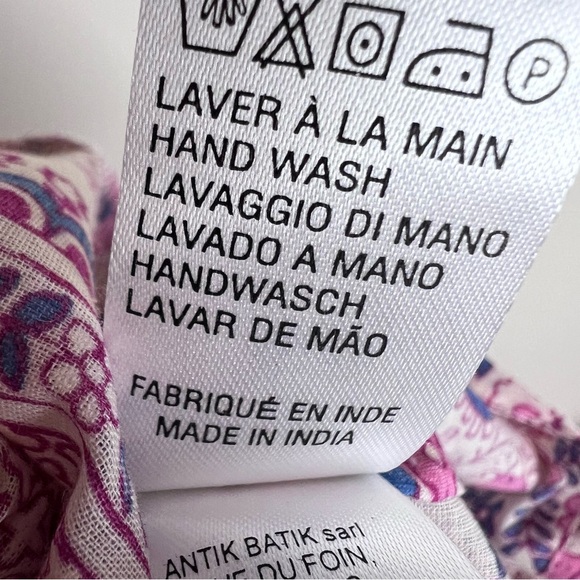 P
LAVER À LA MAIN
HAND WASH
LAVAGGIO DI MANO
LAVADO A MANO
HANDWASCH
LAVAR DE MÃO
FABRIQUÉ EN INDE
MADE IN INDIA
ANTIK BATIK sarl
DU FOIN,